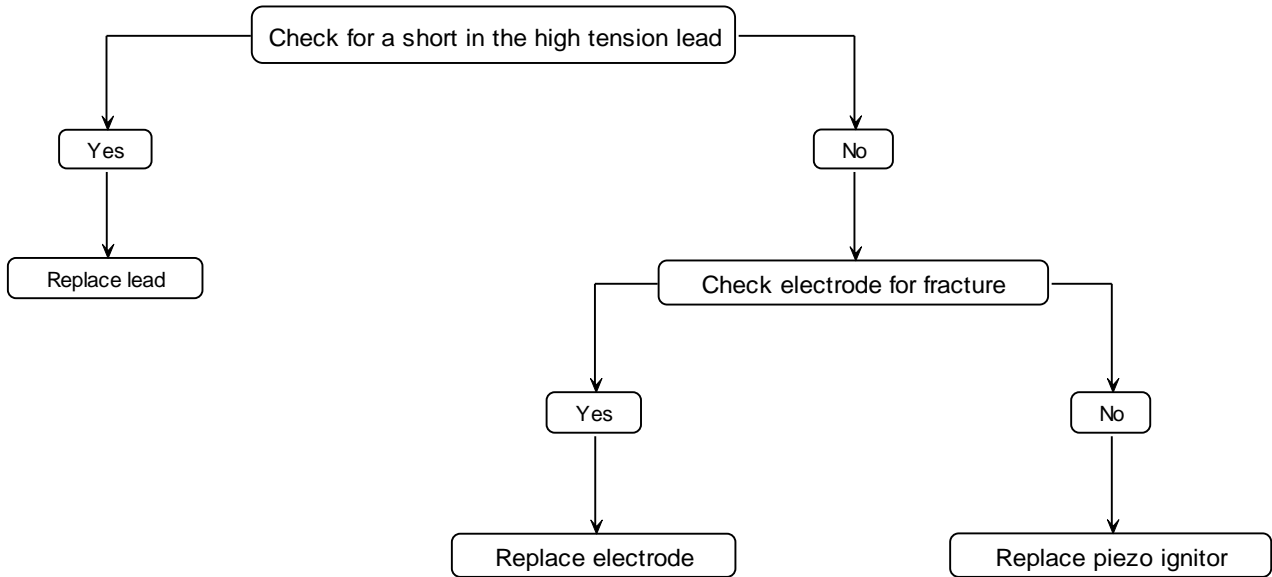 Check for a short in the high tension lead
Yes
No
Replace lead
Check electrode for fracture
Yes
No
Replace electrode
Replace piezo ignitor